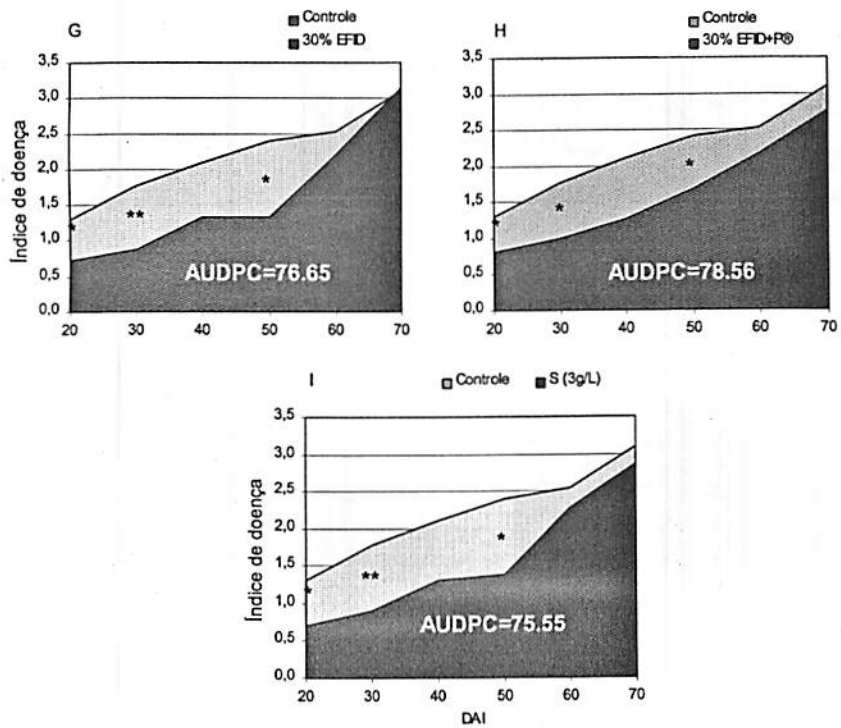 G
Controle
30% EFID
Índice de doença
3,5
3,0
2,5
2,0
1,5
1,0
0,5
0,0
*
**
*
AUDPC=76.65
20 30 40 50 60 70
H
Controle
30% EFID+P®
3,5
3,0
2,5
2,0
1,5
1,0
0,5
0,0
*
*
*
AUDPC=78.56
20 30 40 50 60 70
I Controle S (3g/L)
Índice de doença
3,5
3,0
2,5
2,0
1,5
1,0
0,5
0,0
*
**
*
AUDPC=75.55
20 30 40 50 60 70
DAI